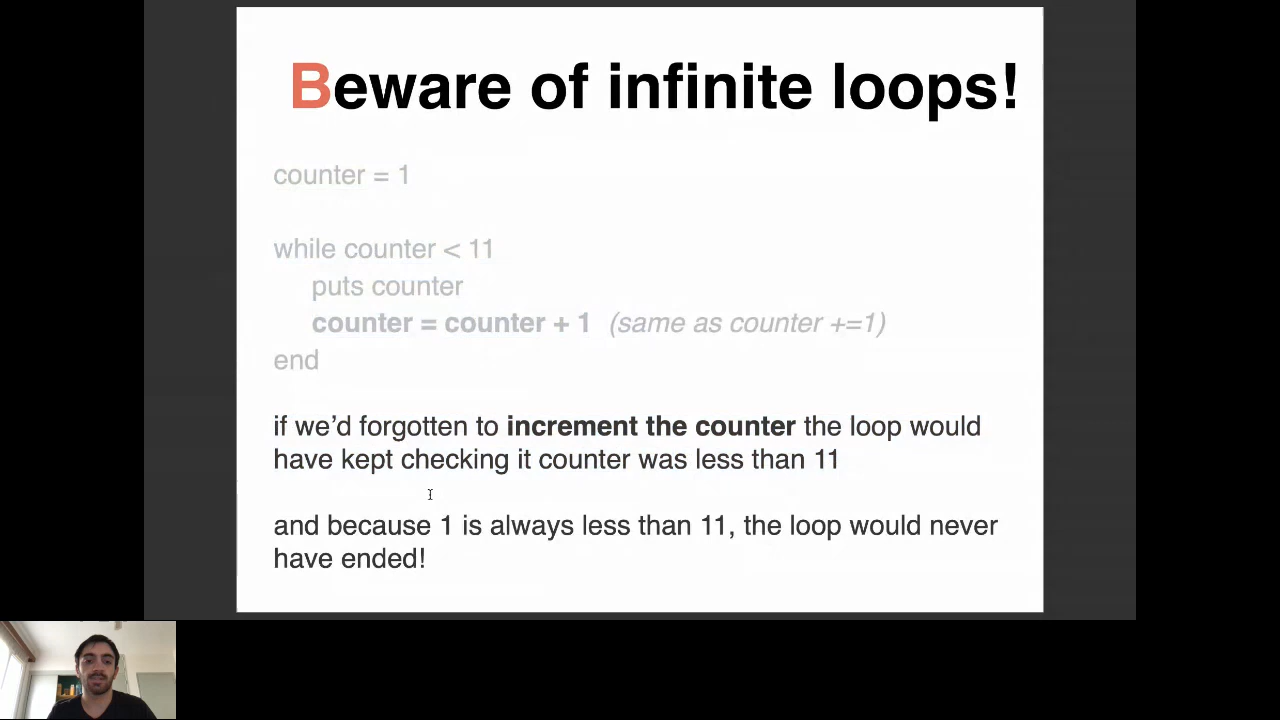 Beware of infinite loops!
counter = 1
while counter < 11
puts counter
counter = counter + 1 (same as counter +=1)
end
if we'd forgotten to increment the counter the loop would
have kept checking it counter was less than 11
and because 1 is always less than 11, the loop would never
have ended!